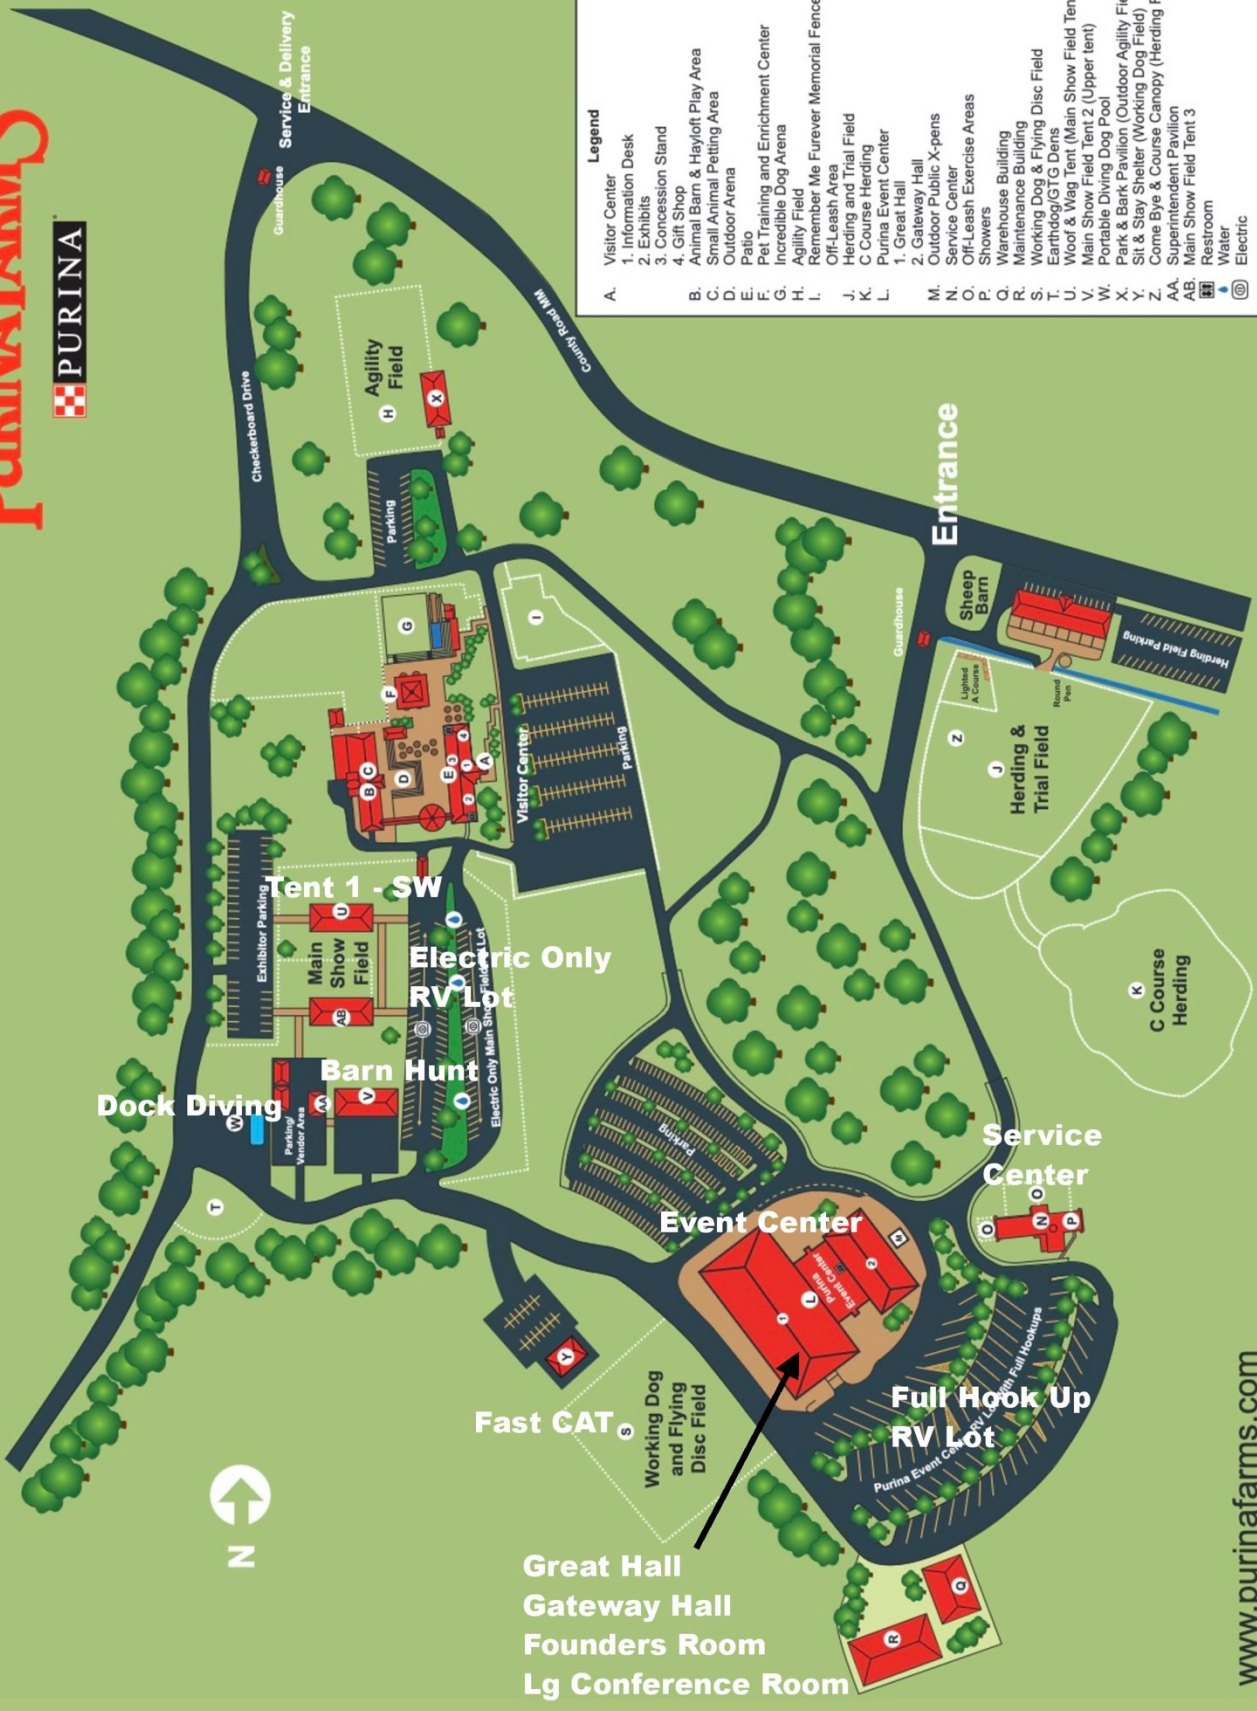 PURINA FARMS
PURINA
Service & Delivery
Entrance
Guardhouse
Checkerboard Drive
County Road MM
Agility
Field
H
X
Parking
Legend
A. Visitor Center
1. Information Desk
2. Exhibits
3. Concession Stand
4. Gift Shop
B. Animal Barn & Hayloft Play Area
C. Small Animal Petting Area
D. Outdoor Arena
E. Patio
F. Pet Training and Enrichment Center
G. Incredible Dog Arena
H. Agility Field
I. Remember Me Furever Memorial Fence
Off-Leash Area
J. Herding and Trial Field
K. C Course Herding
L. Purina Event Center
1. Great Hall
2. Gateway Hall
M. Outdoor Public X-pens
N. Service Center
O. Off-Leash Exercise Areas
P. Showers
Q. Warehouse Building
R. Maintenance Building
S. Working Dog & Flying Disc Field
T. Earthdog/GTG Dens
U. Woof & Wag Tent (Main Show Field Ten
V. Main Show Field Tent 2 (Upper tent)
W. Portable Diving Dog Pool
X. Park & Bark Pavilion (Outdoor Agility Fie
Y. Sit & Stay Shelter (Working Dog Field)
Z. Come Bye & Course Canopy (Herding F
AA. Superintendent Pavilion
AB. Main Show Field Tent 3
Restroom
Water
Electric
Entrance
Guardhouse
Sheep
Barn
Herding Field Parking
Lighted
A Course
Round
Pen
Z
J
Herding &
Trial Field
K
C Course
Herding
G
I
F
C
B
D
E
3
4
1
2
A
Visitor Center
Parking
Tent 1 - SW
U
Exhibitor Parking
Main
Show
Field
AB
Electric Only
RV Lot
Electric Only Main Show Field Lot
Barn Hunt
V
AA
Dock Diving
W
Parking/
Vendor Area
T
Parking
Service
Center
O
O
N
P
Event Center
Purina
Event Center
L
1
2
M
Y
Fast CAT
S
Working Dog
and Flying
Disc Field
Full Hook Up
RV Lot
Purina Event Center RV Lot With Full Hookups
N
Great Hall
Gateway Hall
Founders Room
Lg Conference Room
R
Q
www.purinafarms.com